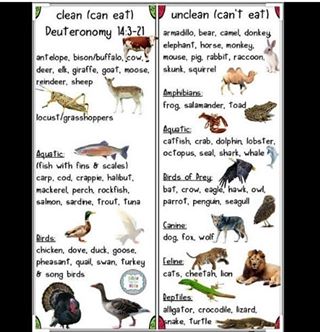 clean (can eat)
Deuteronomy 14:3-21
antelope, bison/buffalo, cow,
deer, elk, giraffe, goat, moose,
reindeer, sheep
locust/grasshoppers
Aquatic:
(fish with fins & scales)
carp, cod, crappie, halibut,
mackerel, perch, rockfish,
salmon, sardine, trout, tuna
Birds:
chicken, dove, duck, goose,
pheasant, quail, swan, turkey
& song birds
unclean (can't eat)
armadillo, bear, camel, donkey,
elephant, horse, monkey,
mouse, pig, rabbit, raccoon,
skunk, squirrel
Amphibians:
frog, salamander, toad
Aquatic:
catfish, crab, dolphin, lobster,
octopus, seal, shark, whale
Birds of Prey:
bat, crow, eagle, hawk, owl,
parrot, penguin, seagull
Canine:
dog, fox, wolf
Feline:
cats, cheetah, lion
Reptiles:
alligator, crocodile, lizard,
snake, turtle